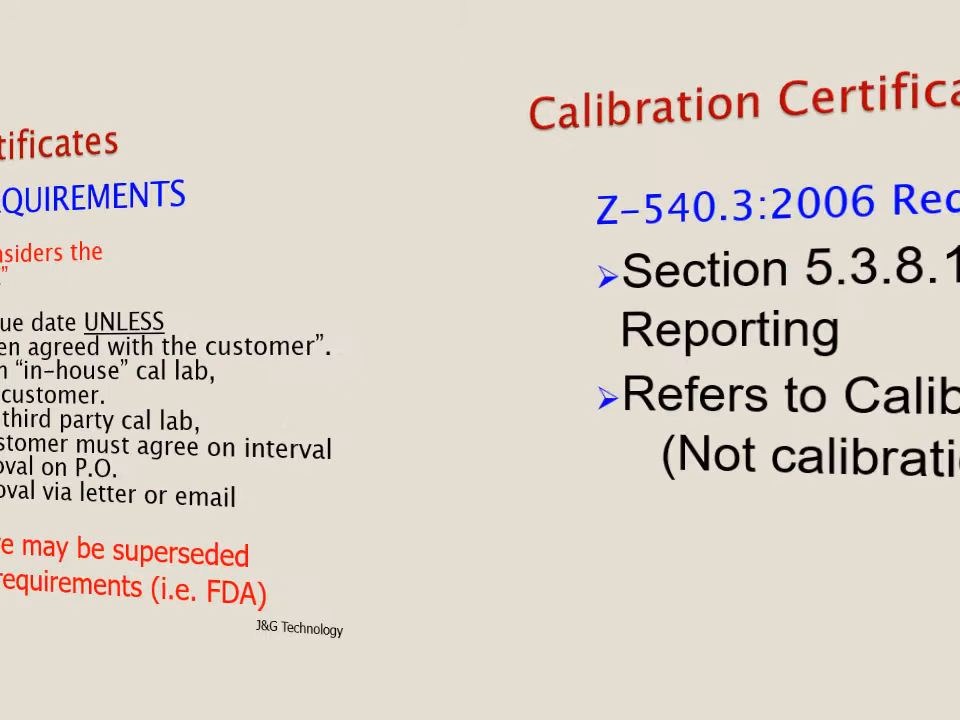 tificates
QUIREMENTS
nsiders the
”
ue date UNLESS
en agreed with the customer”.
n “in-house” cal lab,
customer.
third party cal lab,
stomer must agree on interval
oval on P.O.
oval via letter or email
e may be superseded
requirements (i.e. FDA)
J&G Technology
Calibration Certifica
Z-540.3:2006 Req
➢Section 5.3.8.1
Reporting
➢Refers to Calib
(Not calibrati